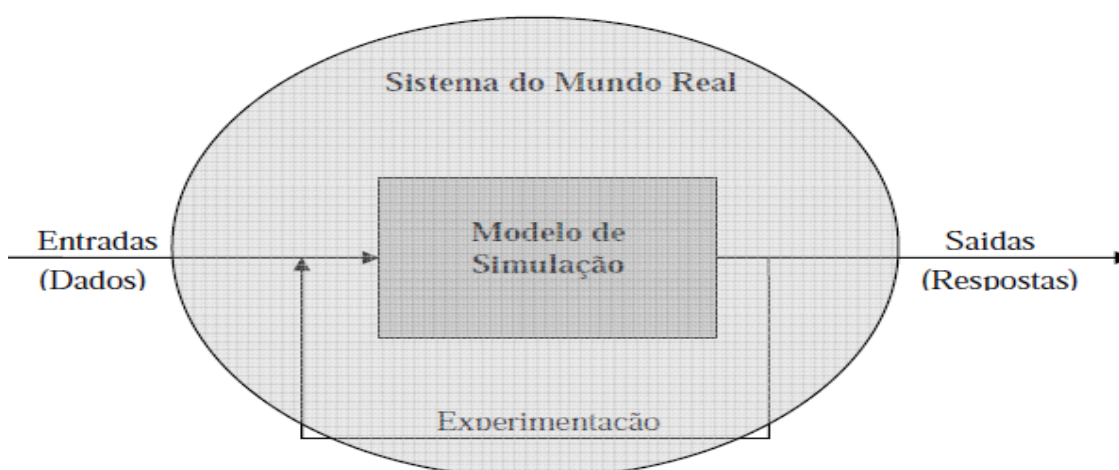 Sistema do Mundo Real
Entradas
(Dados)
Modelo de
Simulação
Saidas
(Respostas)
Experimentação